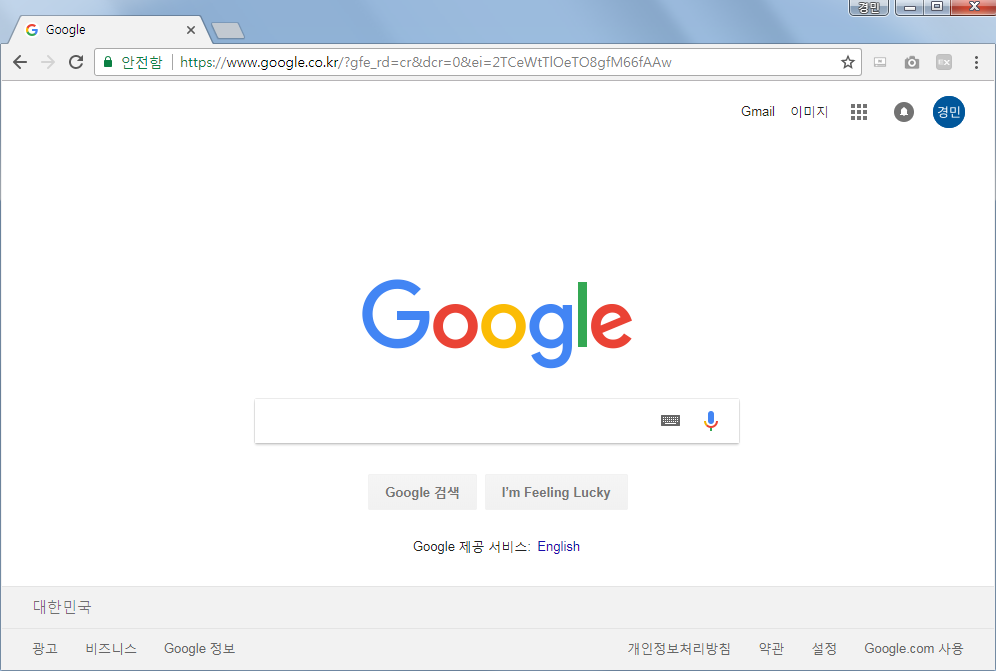 경민
Google
안전함 https://www.google.co.kr/?gfe_rd=cr&dcr=0&ei=2TCeWtTlOeTO8gfM66fAAw
Gmail 이미지 경민
Google
Google 검색 I'm Feeling Lucky
Google 제공 서비스: English
대한민국
광고 비즈니스 Google 정보 개인정보처리방침 약관 설정 Google.com 사용